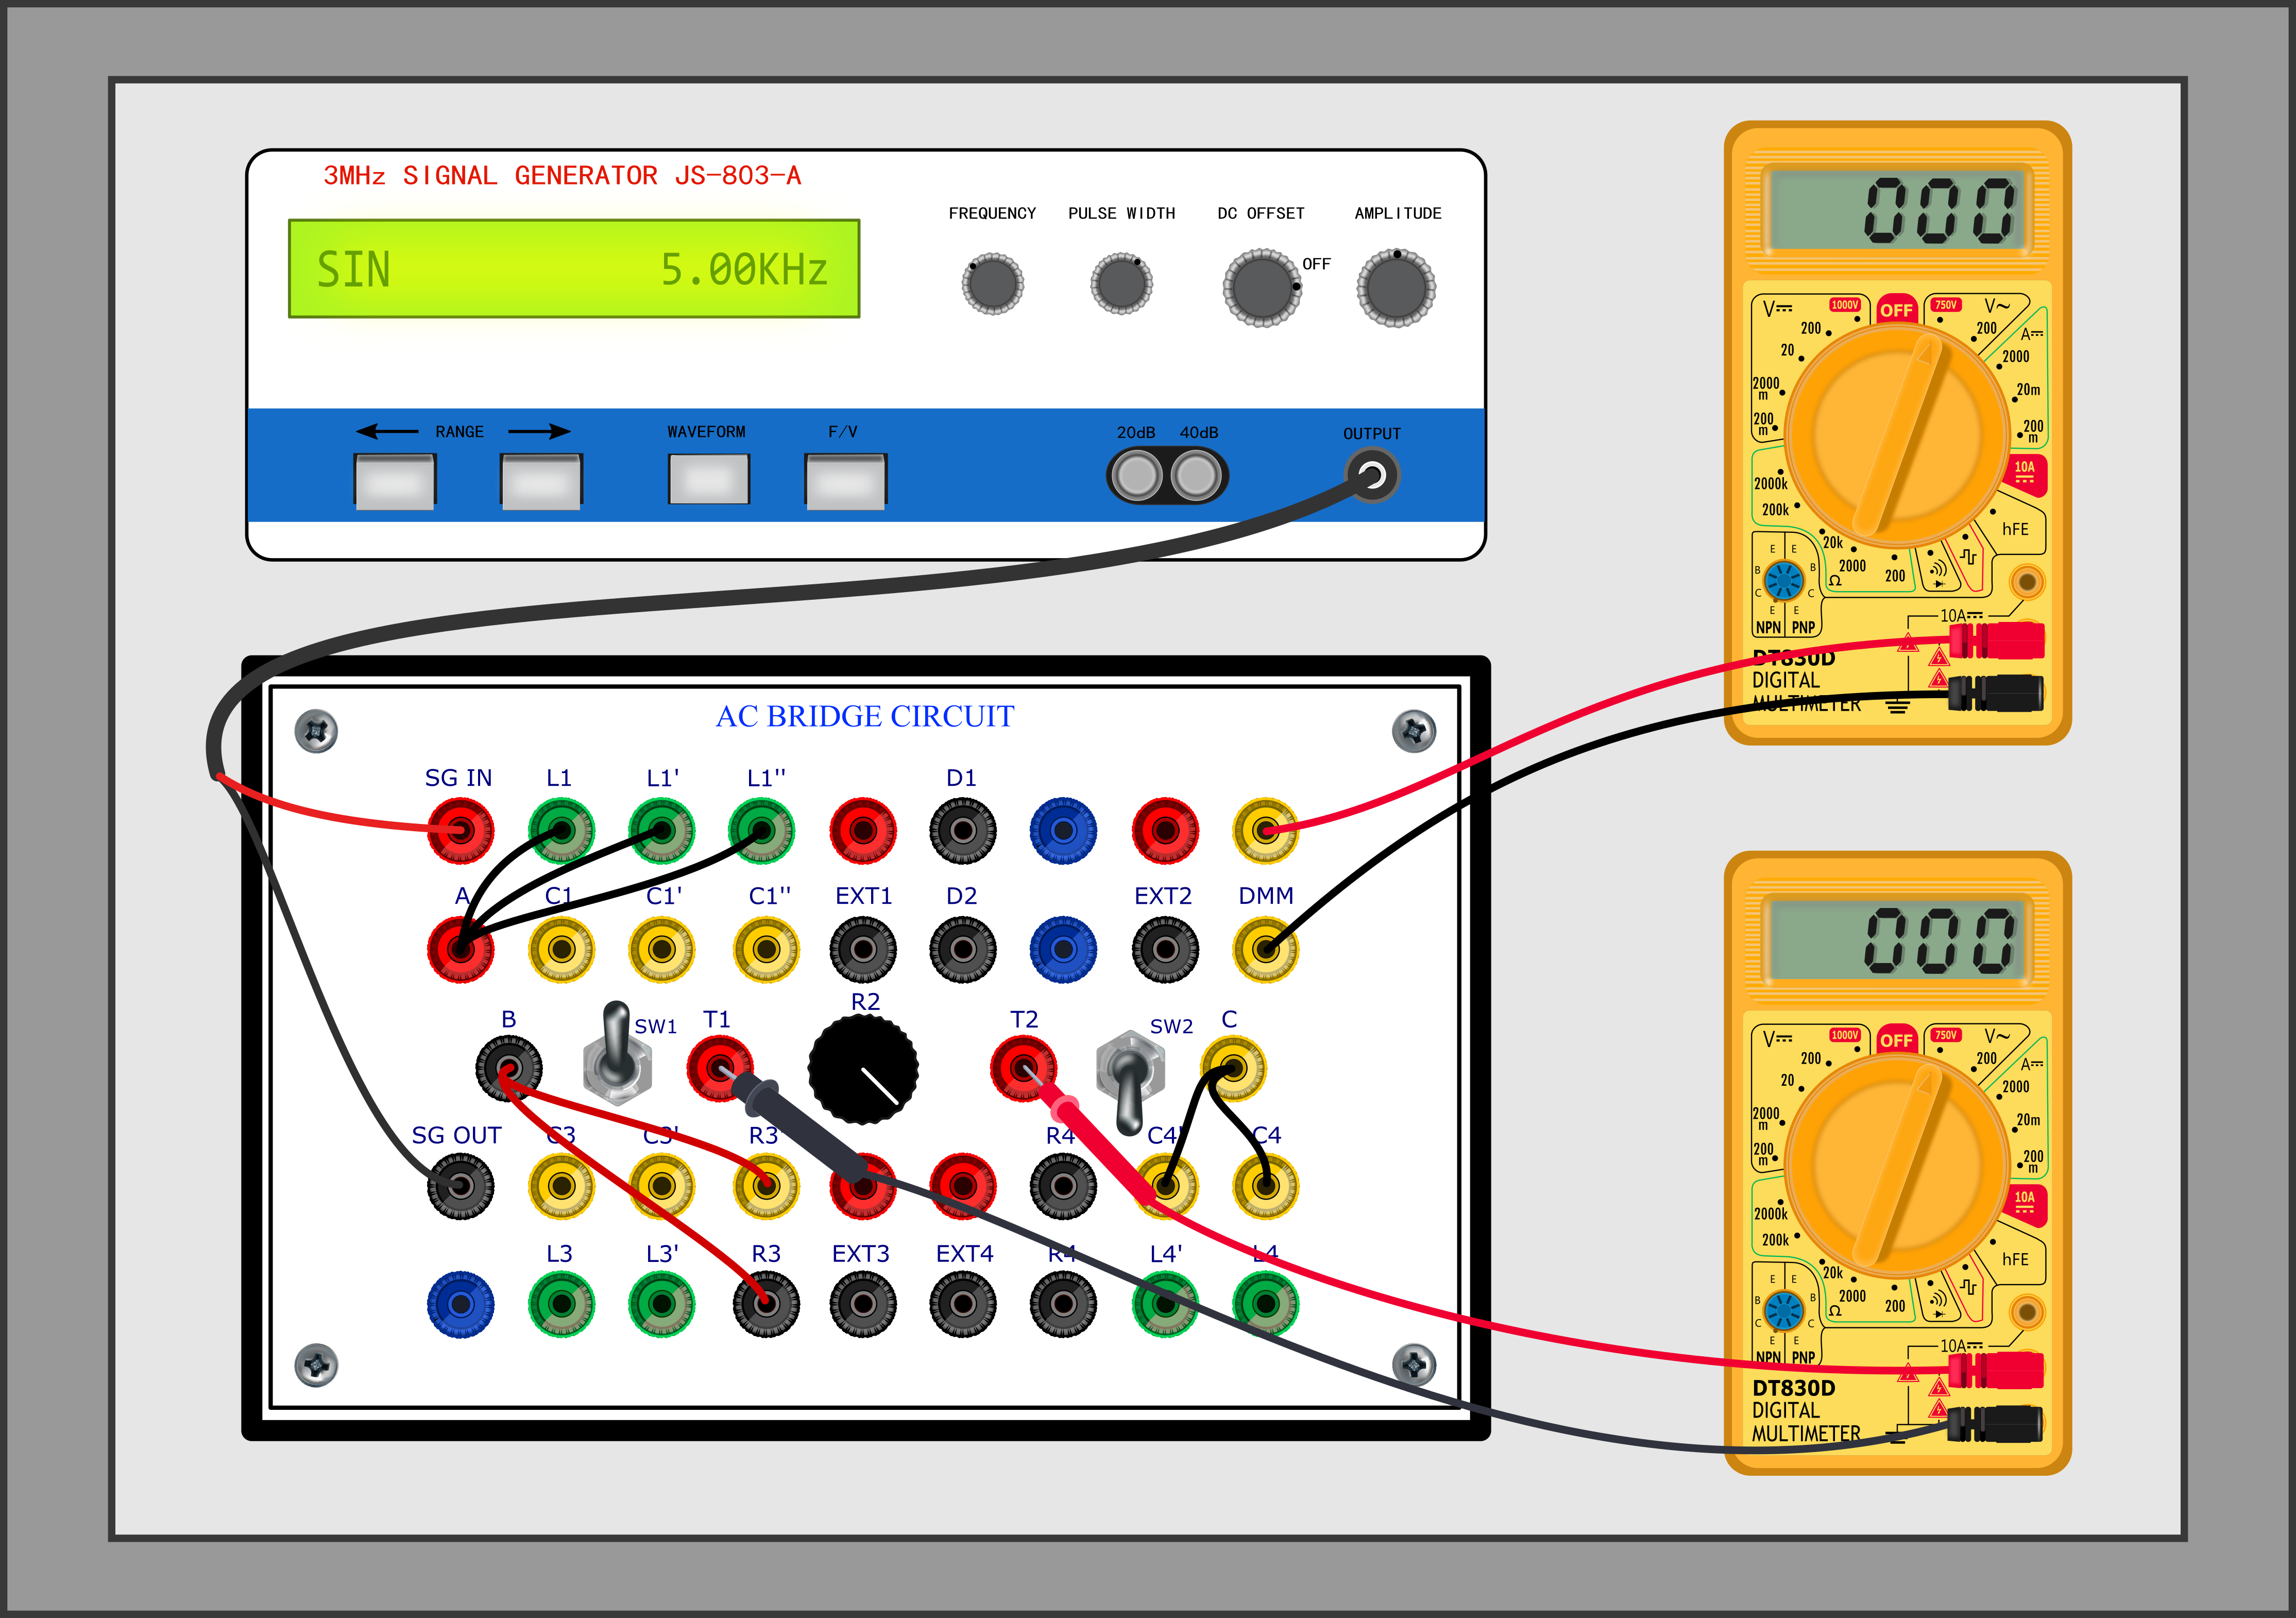 3MHz SIGNAL GENERATOR JS-803-A
SIN 5.00KHz
FREQUENCY PULSE WIDTH DC OFFSET AMPLITUDE
OFF
RANGE WAVEFORM F/V 20dB 40dB OUTPUT
AC BRIDGE CIRCUIT
SG IN L1 L1' L1'' D1
A C1 C1' C1'' EXT1 D2 EXT2 DMM
R2
B SW1 T1 T2 SW2 C
SG OUT C3 C3' R3' R4' C4' C4
L3 L3' R3 EXT3 EXT4 R4 L4' L4
000
V 1000V OFF 750V V~
200 200 A
20 2000
2000 m 20m
200 m 200 m
2000k 10A
200k hFE
20k 2000 200 Ω
E E
B B
C C
E E
NPN PNP
10A
DT830D
DIGITAL
MULTIMETER
000
V 1000V OFF 750V V~
200 200 A
20 2000
2000 m 20m
200 m 200 m
2000k 10A
200k hFE
20k 2000 200 Ω
E E
B B
C C
E E
NPN PNP
10A
DT830D
DIGITAL
MULTIMETER